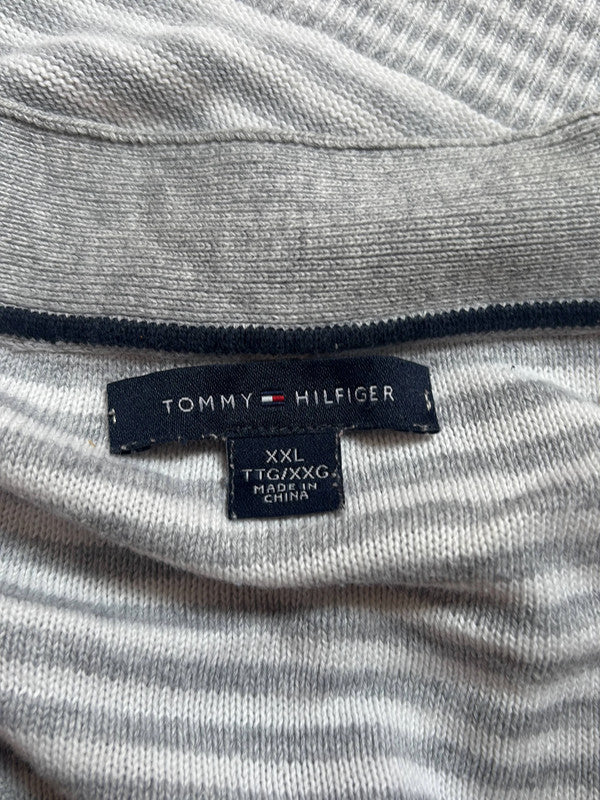 TOMMY HILFIGER
XXL
TTG/XXG
MADE IN
CHINA